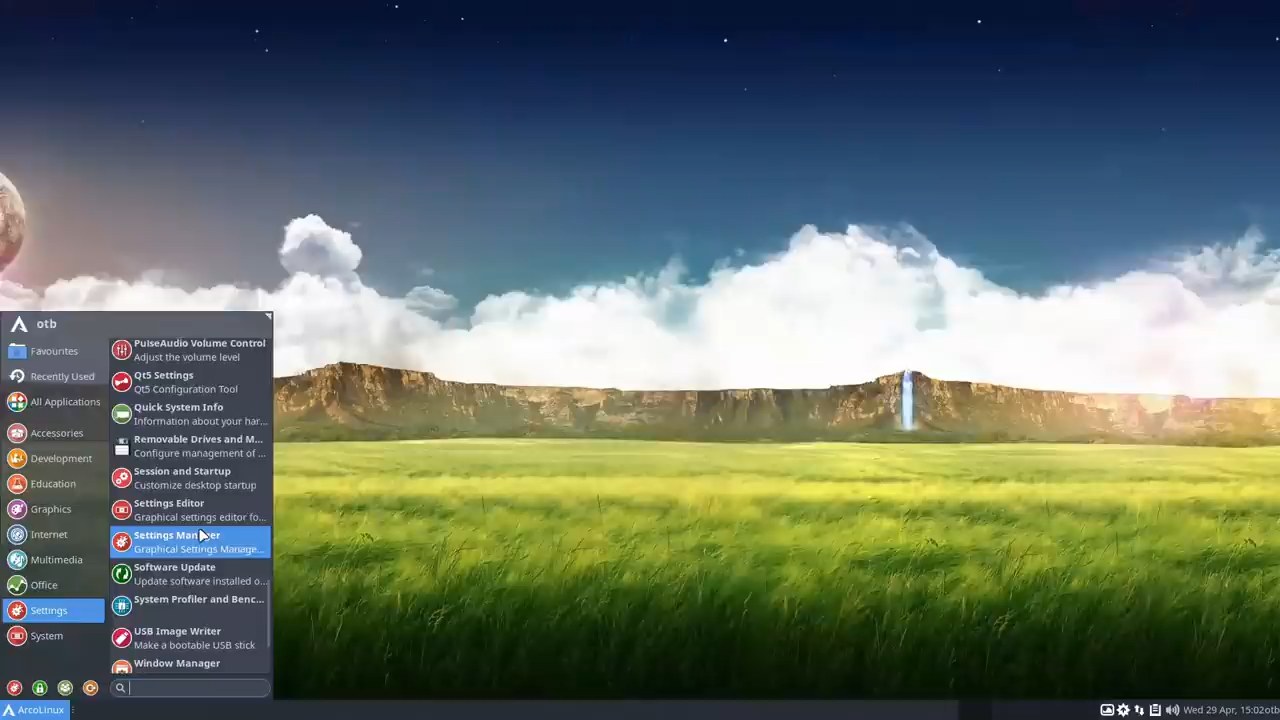 otb
Favourites
Recently Used
All Applications
Accessories
Development
Education
Graphics
Internet
Multimedia
Office
Settings
System
PulseAudio Volume Control
Adjust the volume level
Qt5 Settings
Qt5 Configuration Tool
Quick System Info
Information about your har...
Removable Drives and M...
Configure management of ...
Session and Startup
Customize desktop startup
Settings Editor
Graphical settings editor fo...
Settings Manager
Graphical Settings Manage...
Software Update
Update software installed o...
System Profiler and Benc...
USB Image Writer
Make a bootable USB stick
Window Manager
ArcoLinux
Wed 29 Apr, 15:02 otb